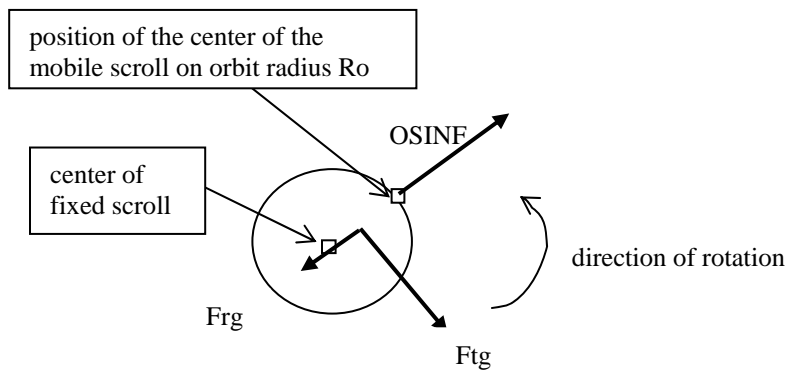 position of the center of the
mobile scroll on orbit radius Ro
OSINF
center of
fixed scroll
direction of rotation
Frg
Ftg